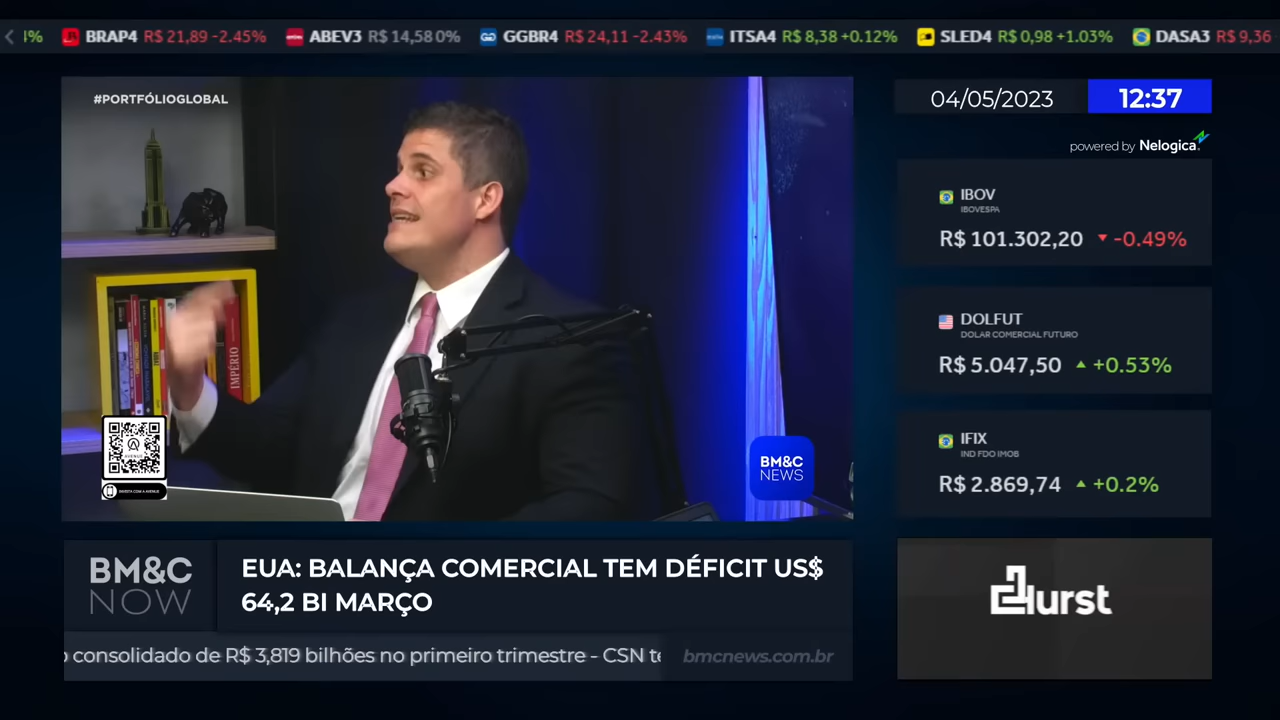 % BRAP4 R$ 21,89 -2.45% ABEV3 R$ 14,58 0% GGBR4 R$ 24,11 -2.43% ITSA4 R$ 8,38 +0.12% SLED4 R$ 0,98 +1.03% DASA3 R$ 9,36
#PORTFÓLIOGLOBAL
04/05/2023 12:37
powered by Nelogica
IBOV
IBOVESPA
R$ 101.302,20 -0.49%
DOLFUT
DOLAR COMERCIAL FUTURO
R$ 5.047,50 +0.53%
IFIX
IND FDO IMOB
R$ 2.869,74 +0.2%
IMPÉRIO
INVISTA COM A AVENUE
BM&C
NEWS
BM&C
NOW
EUA: BALANÇA COMERCIAL TEM DÉFICIT US$
64,2 BI MARÇO
Hurst
o consolidado de R$ 3,819 bilhões no primeiro trimestre - CSN te
bmcnews.com.br